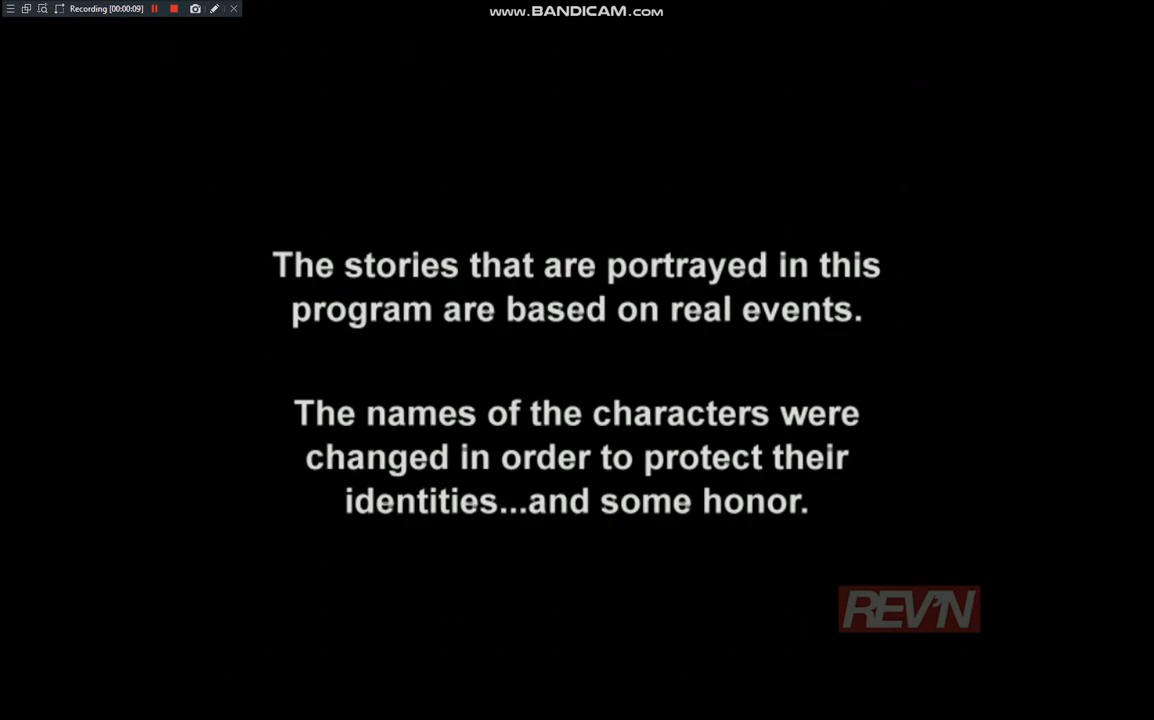 Recording [00:00:09]
www.BANDICAM.com
The stories that are portrayed in this
program are based on real events.
The names of the characters were
changed in order to protect their
identities...and some honor.
REV'N